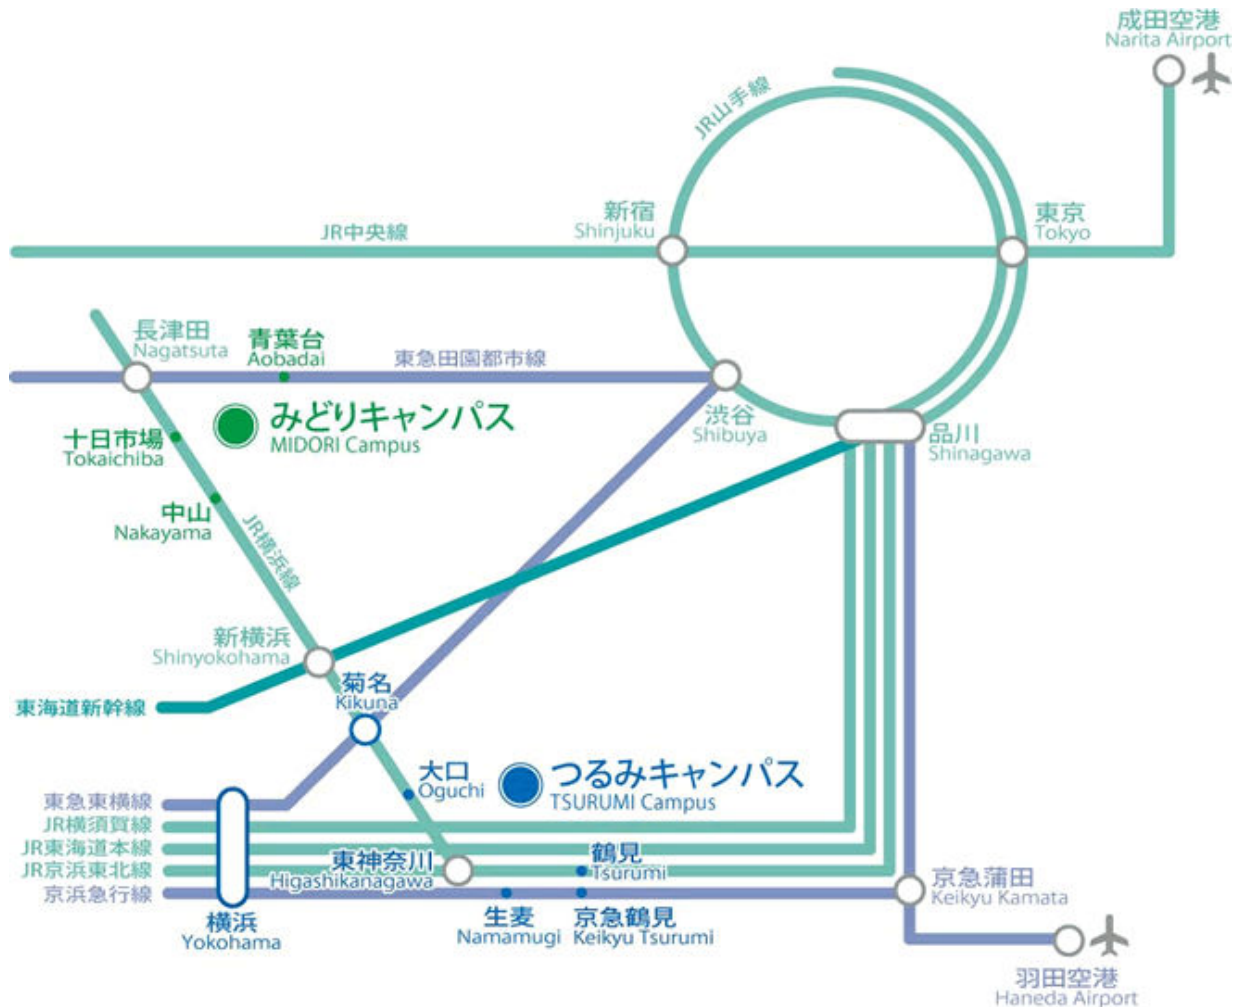 成田空港
Narita Airport
JR山手線
新宿
Shinjuku
東京
Tokyo
JR中央線
長津田
Nagatsuta
青葉台
Aobadai
東急田園都市線
みどりキャンパス
MIDORI Campus
渋谷
Shibuya
品川
Shinagawa
十日市場
Tokaichiba
中山
Nakayama
JR横浜線
新横浜
Shinyokohama
菊名
Kikuna
東海道新幹線
大口
Oguchi
つるみキャンパス
TSURUMI Campus
東急東横線
JR横須賀線
JR東海道本線
JR京浜東北線
京浜急行線
東神奈川
Higashikanagawa
鶴見
Tsurumi
京急蒲田
Keikyu Kamata
横浜
Yokohama
生麦
Namamugi
京急鶴見
Keikyu Tsurumi
羽田空港
Haneda Airport